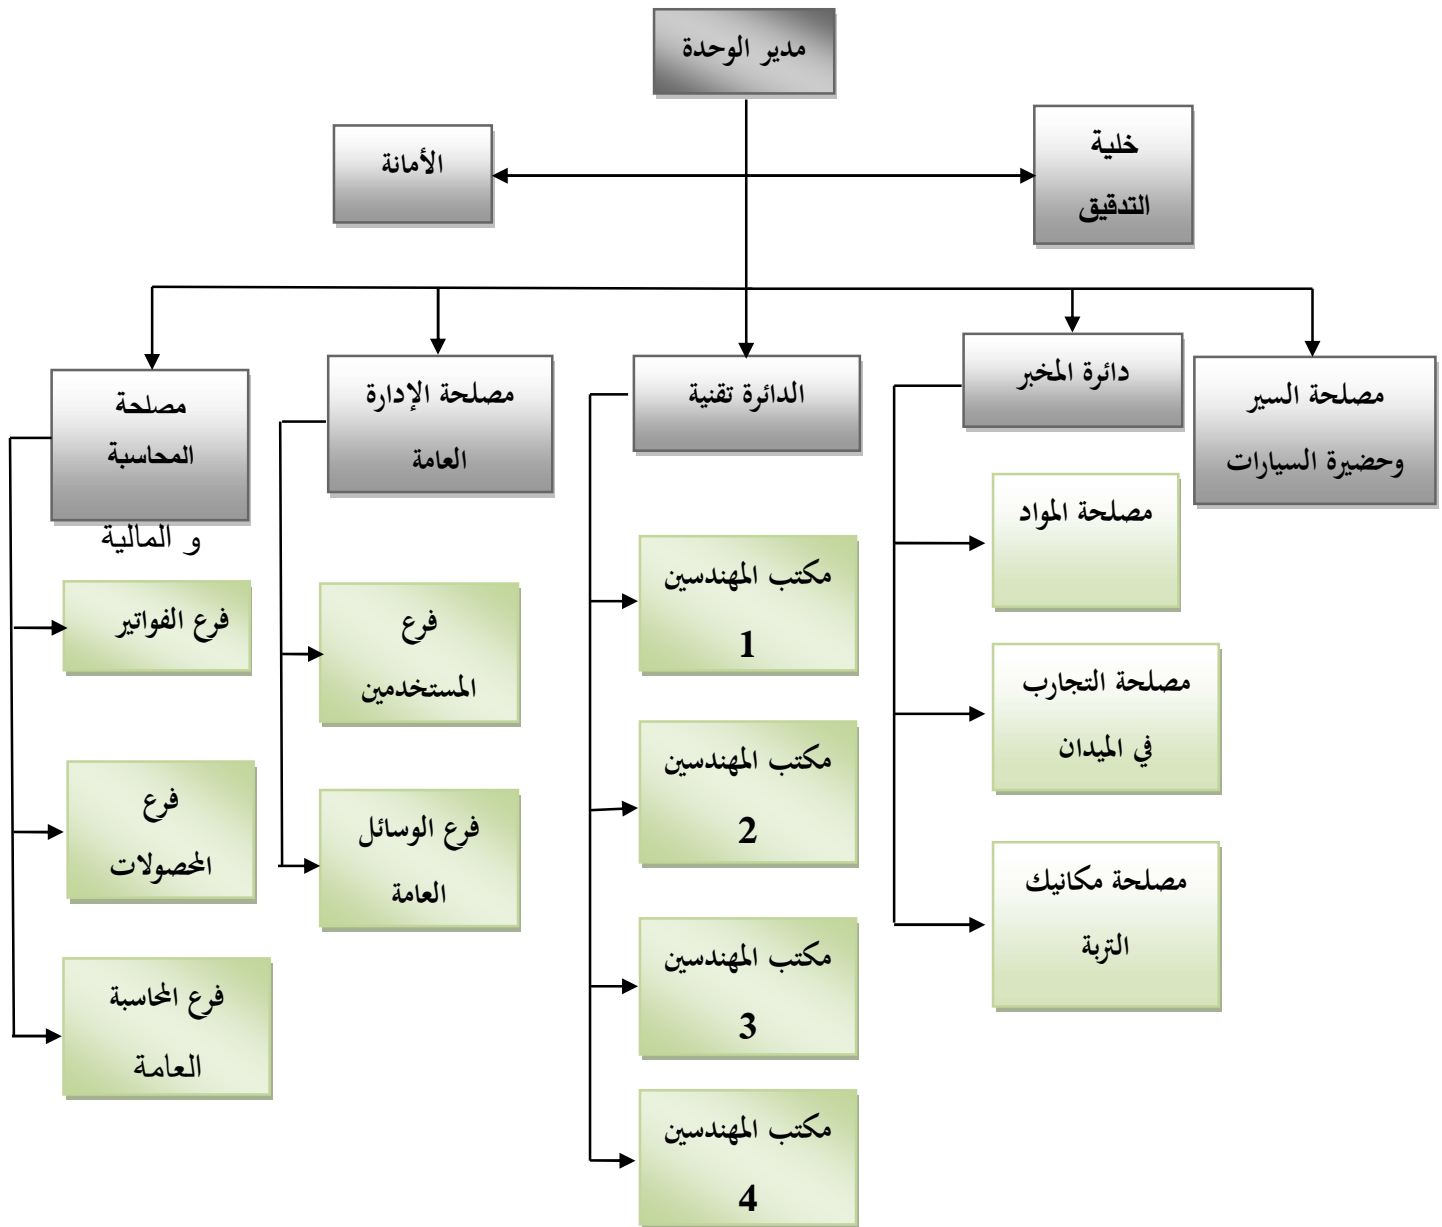 مدير الوحدة
خلية
التدقيق
الأمانة
مصلحة السير
وحضيرة السيارات
دائرة المخبر
الدائرة تقنية
مصلحة الإدارة
العامة
مصلحة
المحاسبة
و المالية
مصلحة المواد
مصلحة التجارب
في الميدان
مصلحة مكانيك
التربة
مكتب المهندسين
1
مكتب المهندسين
2
مكتب المهندسين
3
مكتب المهندسين
4
فرع
المستخدمين
فرع الوسائل
العامة
فرع الفواتير
فرع
المحصولات
فرع المحاسبة
العامة